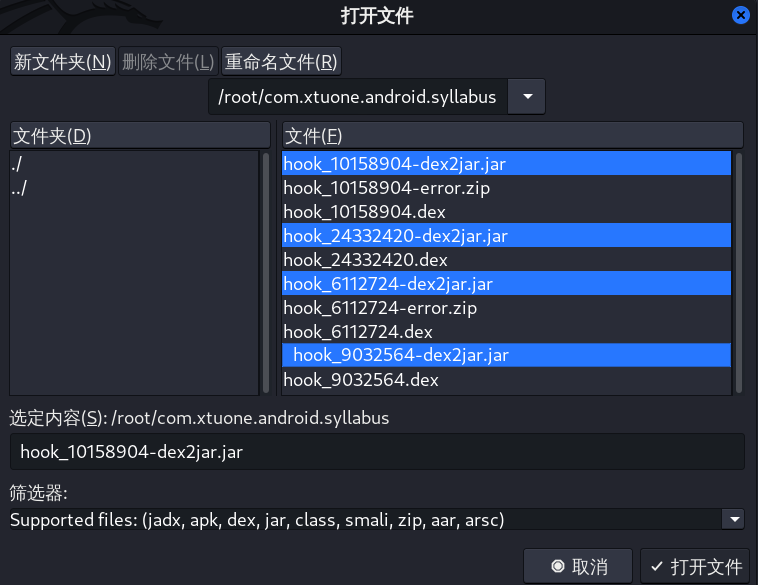 打开文件
新文件夹(N) 删除文件(L) 重命名文件(R)
/root/com.xtuone.android.syllabus
文件夹(D)
./
../
文件(F)
hook_10158904-dex2jar.jar
hook_10158904-error.zip
hook_10158904.dex
hook_24332420-dex2jar.jar
hook_24332420.dex
hook_6112724-dex2jar.jar
hook_6112724-error.zip
hook_6112724.dex
hook_9032564-dex2jar.jar
hook_9032564.dex
选定内容(S): /root/com.xtuone.android.syllabus
hook_10158904-dex2jar.jar
筛选器:
Supported files: (jadx, apk, dex, jar, class, smali, zip, aar, arsc)
取消 打开文件